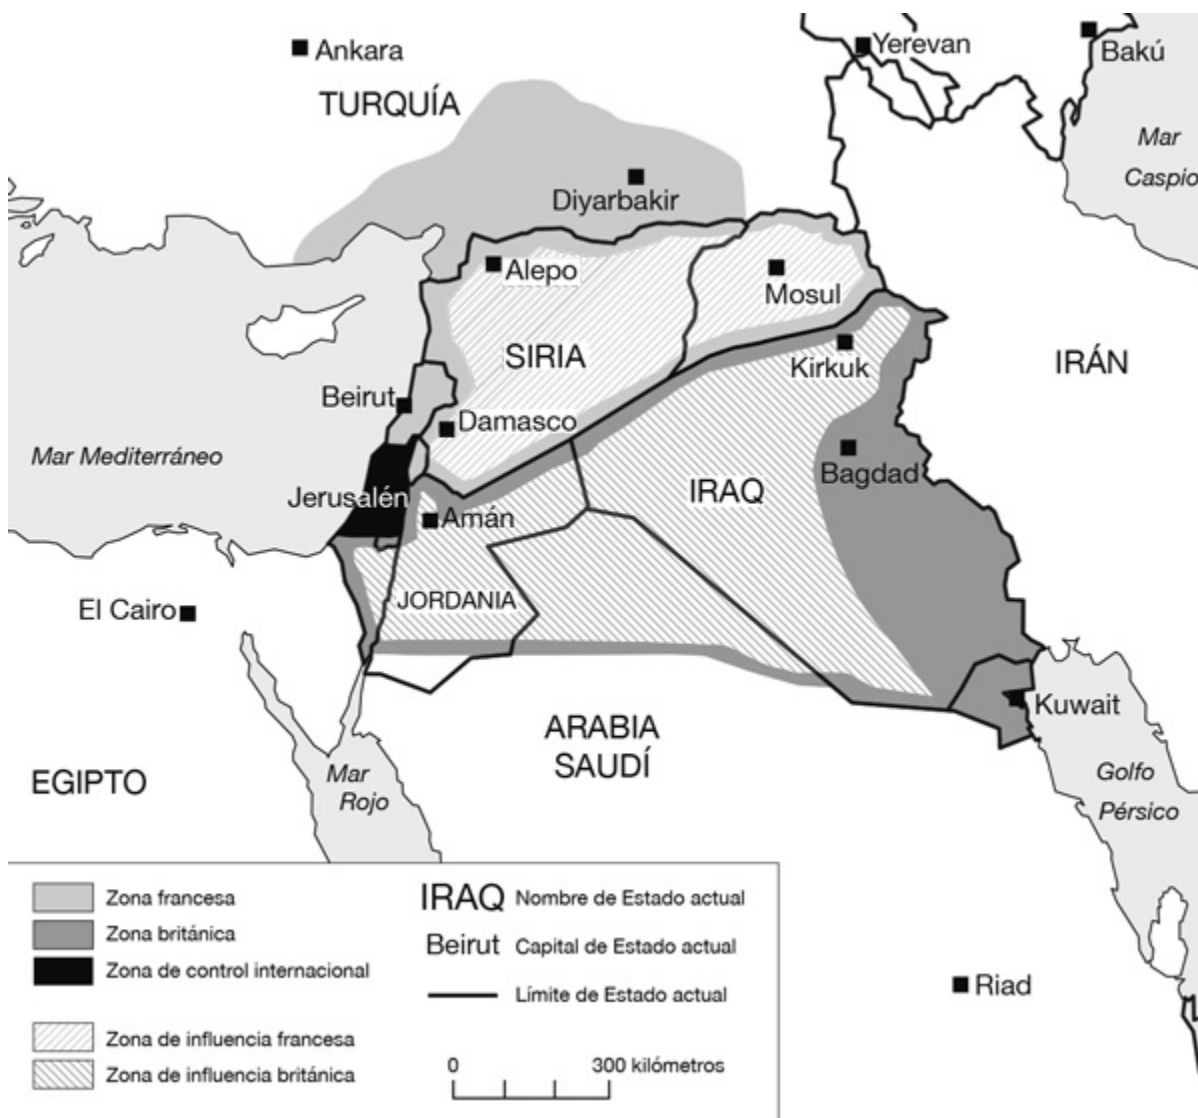 Ankara
Yerevan
Bakú
TURQUÍA
Mar
Caspio
Diyarbakir
Alepo
Mosul
SIRIA
Kirkuk
IRÁN
Beirut
Damasco
Mar Mediterráneo
Bagdad
Jerusalén
IRAQ
Amán
JORDANIA
El Cairo
Kuwait
ARABIA
SAUDÍ
EGIPTO
Mar
Rojo
Golfo
Pérsico
Riad
Zona francesa
Zona británica
Zona de control internacional
Zona de influencia francesa
Zona de influencia británica
IRAQ Nombre de Estado actual
Beirut Capital de Estado actual
Límite de Estado actual
0 300 kilómetros